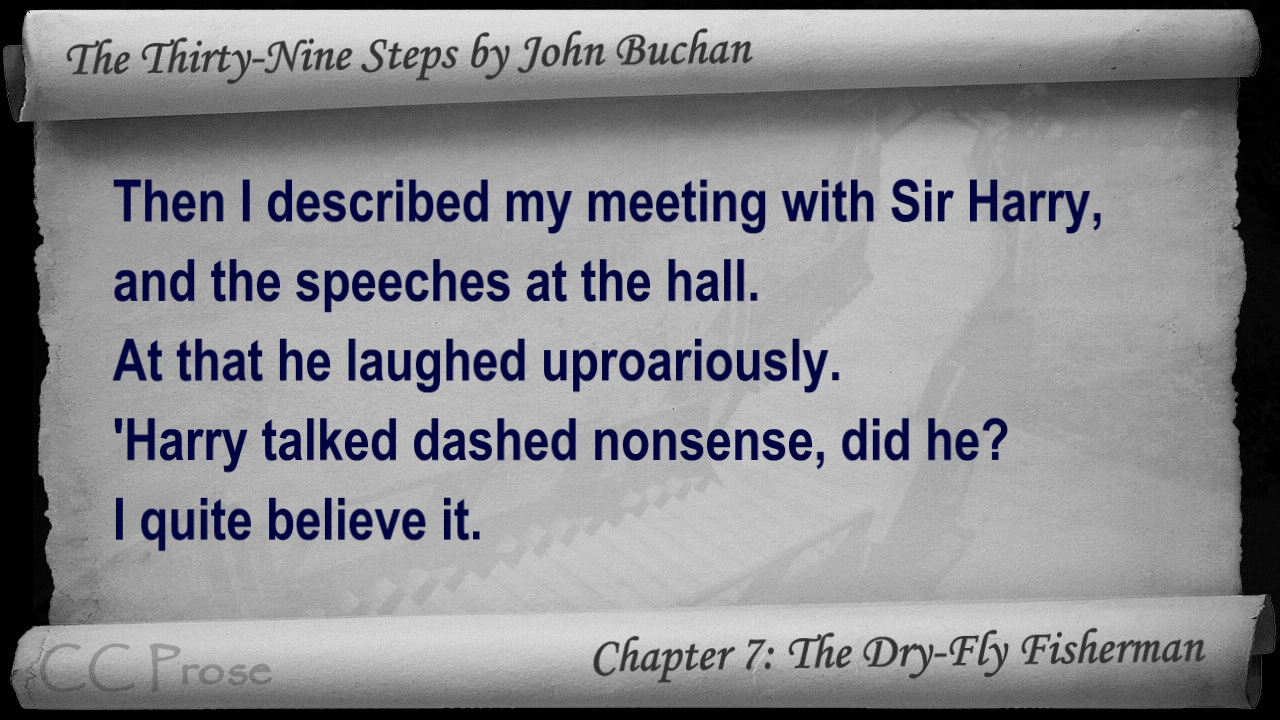 The Thirty-Nine Steps by John Buchan
Then I described my meeting with Sir Harry,
and the speeches at the hall.
At that he laughed uproariously.
'Harry talked dashed nonsense, did he?
I quite believe it.
CC Prose
Chapter 7: The Dry-Fly Fisherman